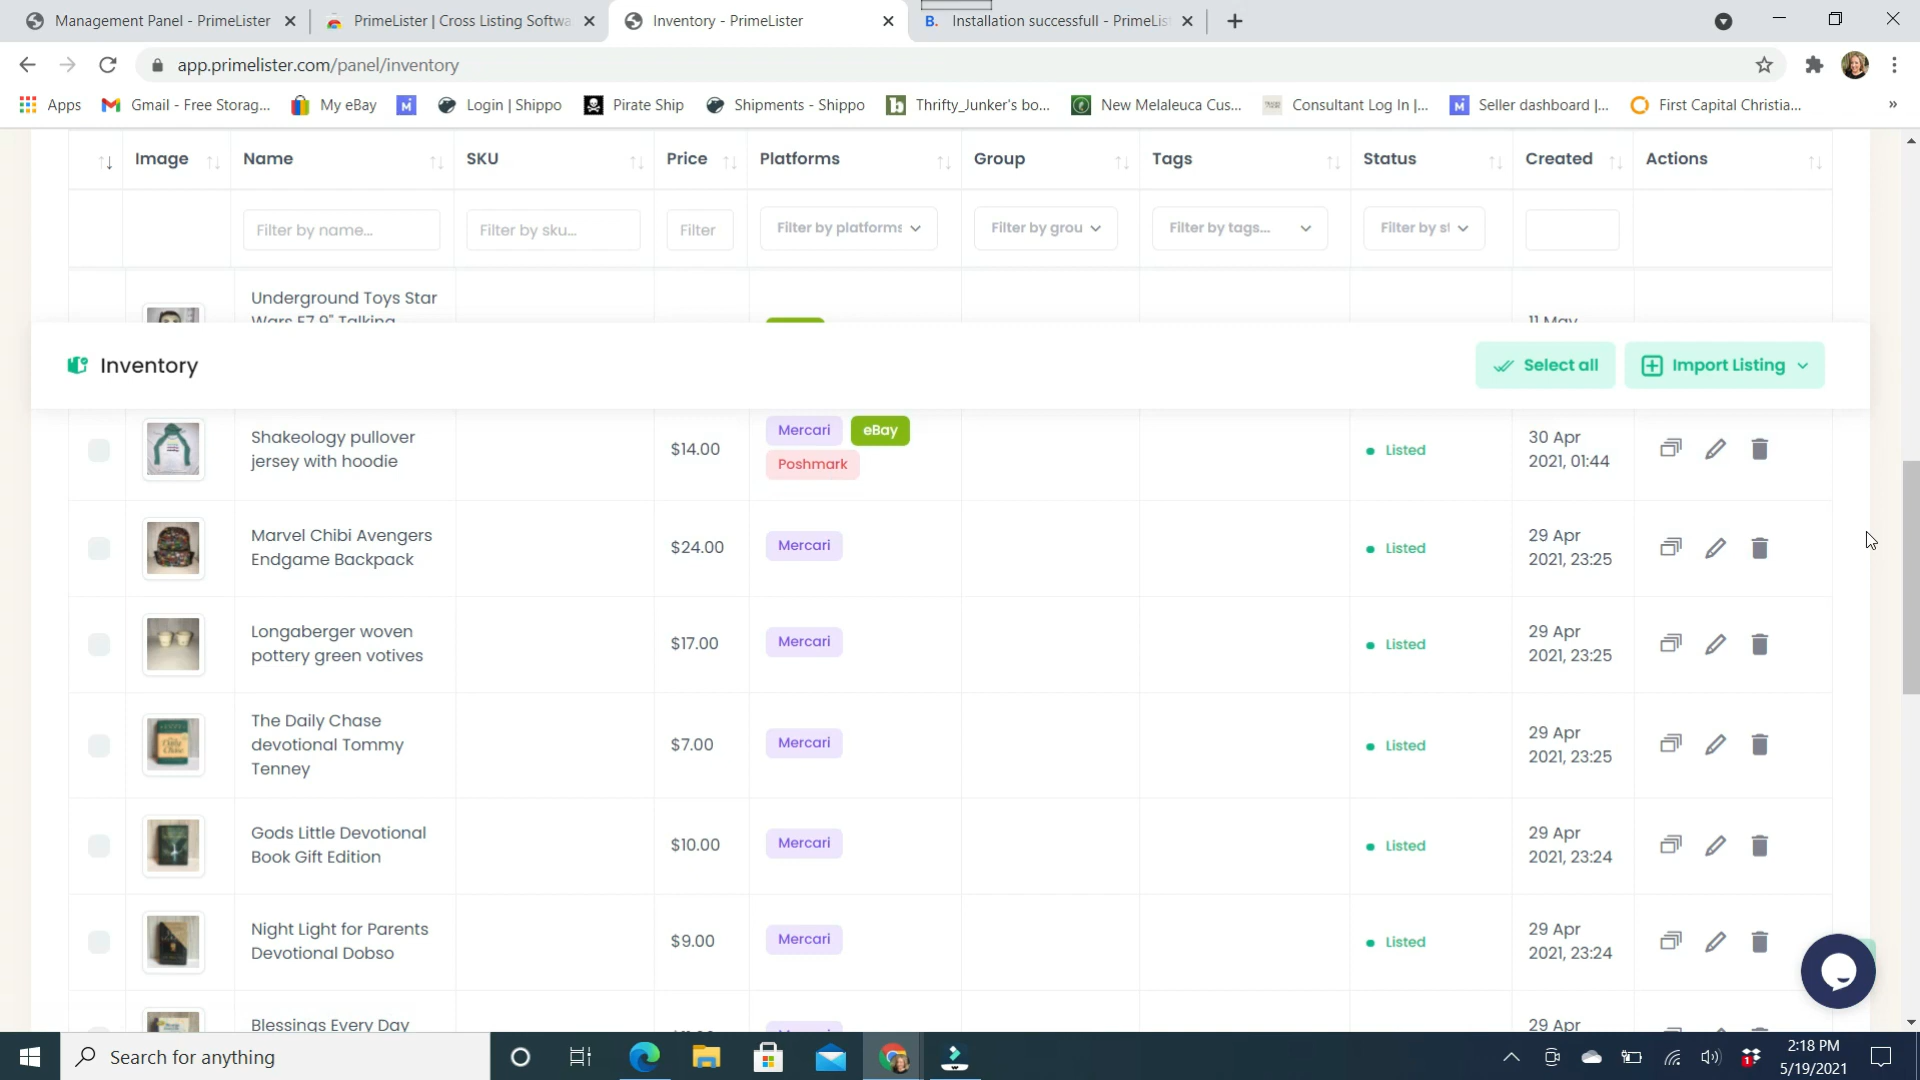 Management Panel - PrimeLister
PrimeLister | Cross Listing Softwa
Inventory - PrimeLister
Installation successfull - PrimeLis
app.primelister.com/panel/inventory
Apps
Gmail - Free Storag...
My eBay
Login | Shippo
Pirate Ship
Shipments - Shippo
Thrifty_Junker's bo...
New Melaleuca Cus...
Consultant Log In |...
Seller dashboard |...
First Capital Christia...
»
Image Name SKU Price Platforms Group Tags Status Created Actions
Filter by name... Filter by sku... Filter Filter by platforms Filter by grou Filter by tags... Filter by st
Underground Toys Star
Wars E7 9" Talking
11 May
Inventory
Select all
Import Listing
Shakeology pullover
jersey with hoodie
$14.00
Mercari eBay
Poshmark
Listed
30 Apr
2021, 01:44
Marvel Chibi Avengers
Endgame Backpack
$24.00
Mercari
Listed
29 Apr
2021, 23:25
Longaberger woven
pottery green votives
$17.00
Mercari
Listed
29 Apr
2021, 23:25
The Daily Chase
devotional Tommy
Tenney
$7.00
Mercari
Listed
29 Apr
2021, 23:25
Gods Little Devotional
Book Gift Edition
$10.00
Mercari
Listed
29 Apr
2021, 23:24
Night Light for Parents
Devotional Dobso
$9.00
Mercari
Listed
29 Apr
2021, 23:24
Blessings Every Day
29 Apr
Search for anything
2:18 PM
5/19/2021